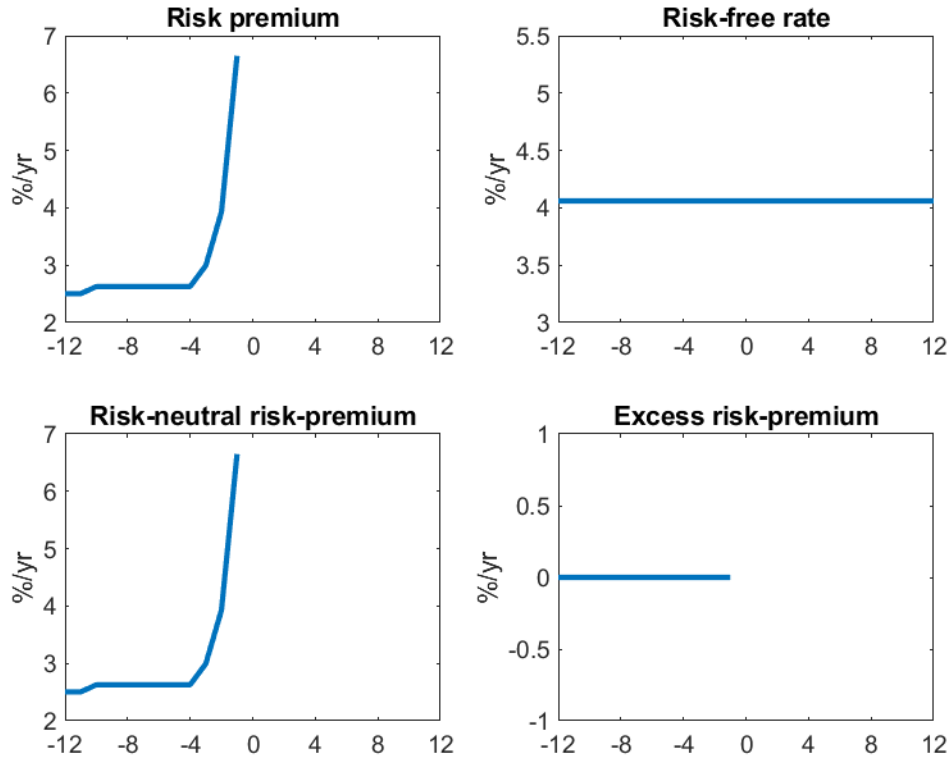 Risk premium
%/yr
7
6
5
4
3
2
-12 -8 -4 0 4 8 12
Risk-free rate
%/yr
5.5
5
4.5
4
3.5
3
-12 -8 -4 0 4 8 12
Risk-neutral risk-premium
%/yr
7
6
5
4
3
2
-12 -8 -4 0 4 8 12
Excess risk-premium
%/yr
1
0.5
0
-0.5
-1
-12 -8 -4 0 4 8 12